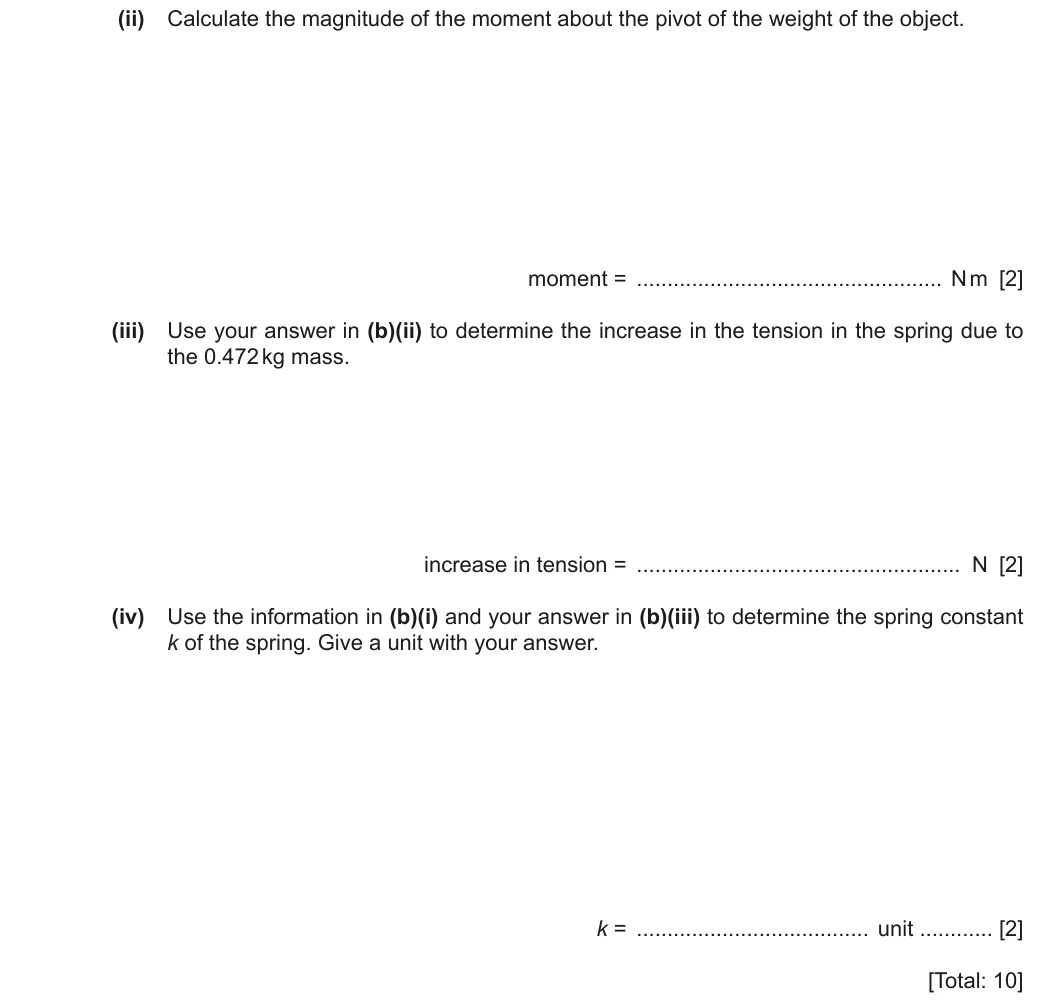 (ii) Calculate the magnitude of the moment about the pivot of the weight of the object.
moment = .................................................. N m [2]
(iii) Use your answer in (b)(ii) to determine the increase in the tension in the spring due to
the 0.472 kg mass.
increase in tension = ..................................................... N [2]
(iv) Use the information in (b)(i) and your answer in (b)(iii) to determine the spring constant
k of the spring. Give a unit with your answer.
k = ...................................... unit ............ [2]
[Total: 10]